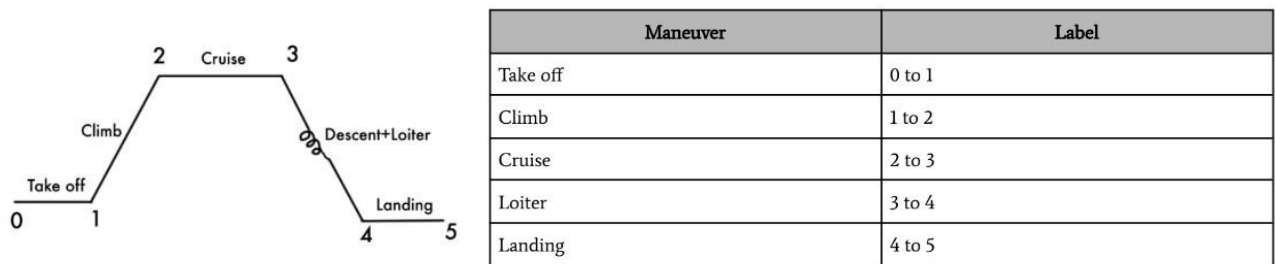 2 Cruise 3
Climb
Descent+Loiter
Take off
Landing
0 1
4 5
Maneuver Label
Take off 0 to 1
Climb 1 to 2
Cruise 2 to 3
Loiter 3 to 4
Landing 4 to 5